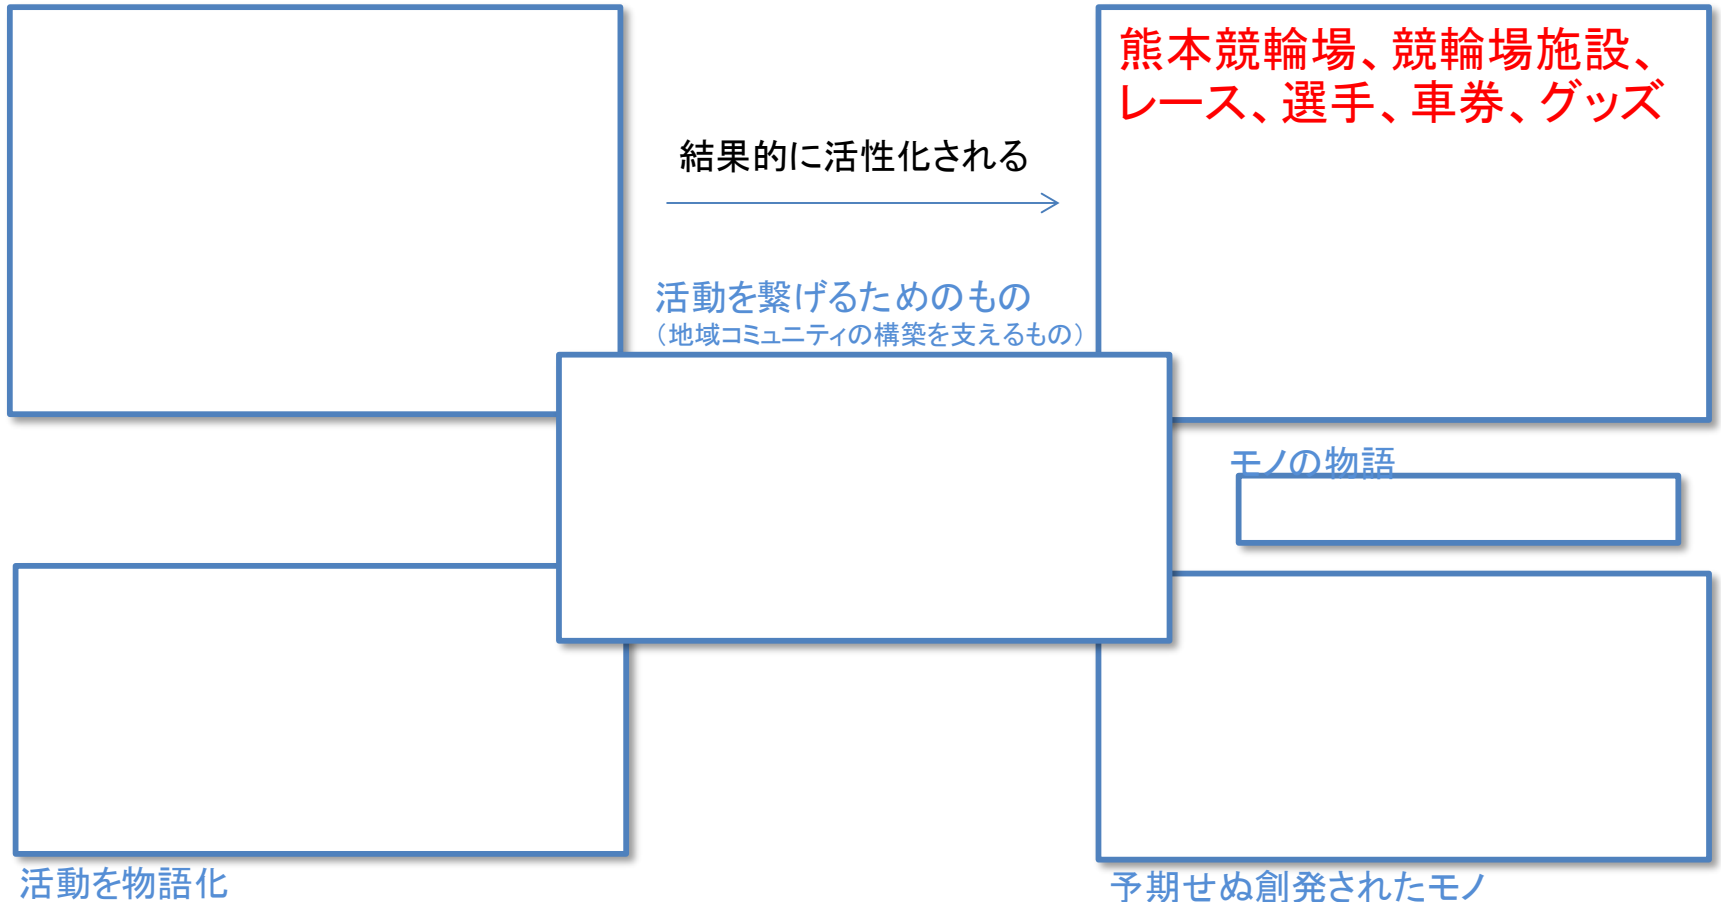 熊本競輪場、競輪場施設、
レース、選手、車券、グッズ
結果的に活性化される
活動を繋げるためのもの
（地域コミュニティの構築を支えるもの）
モノの物語
活動を物語化
予期せぬ創発されたモノ